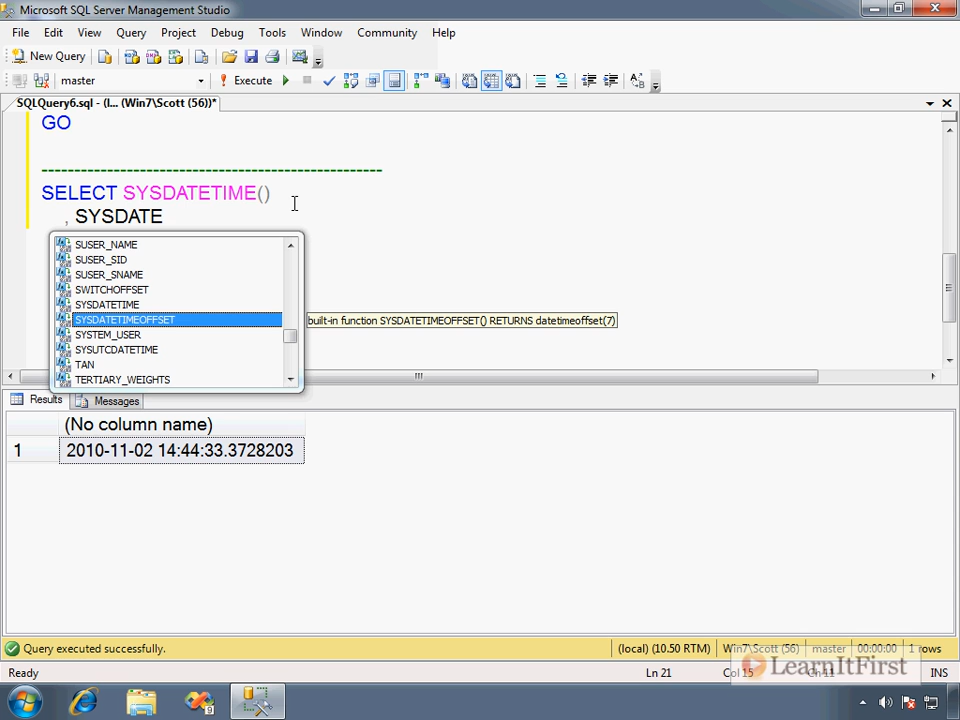 Microsoft SQL Server Management Studio
File Edit View Query Project Debug Tools Window Community Help
New Query
master Execute
SQLQuery6.sql - (l... (Win7\Scott (56))*
GO
--------------------------------------------------
SELECT SYSDATETIME()
, SYSDATE
SUSER_NAME
SUSER_SID
SUSER_SNAME
SWITCHOFFSET
SYSDATETIME
SYSDATETIMEOFFSET
built-in function SYSDATETIMEOFFSET() RETURNS datetimeoffset(7)
SYSTEM_USER
SYSUTCDATETIME
TAN
TERTIARY_WEIGHTS
Results Messages
(No column name)
1 2010-11-02 14:44:33.3728203
Query executed successfully. (local) (10.50 RTM) Win7\Scott (56) master 00:00:00 1 rows
Ready Ln 21 Col 15 Ch 11 INS
LearnItFirst